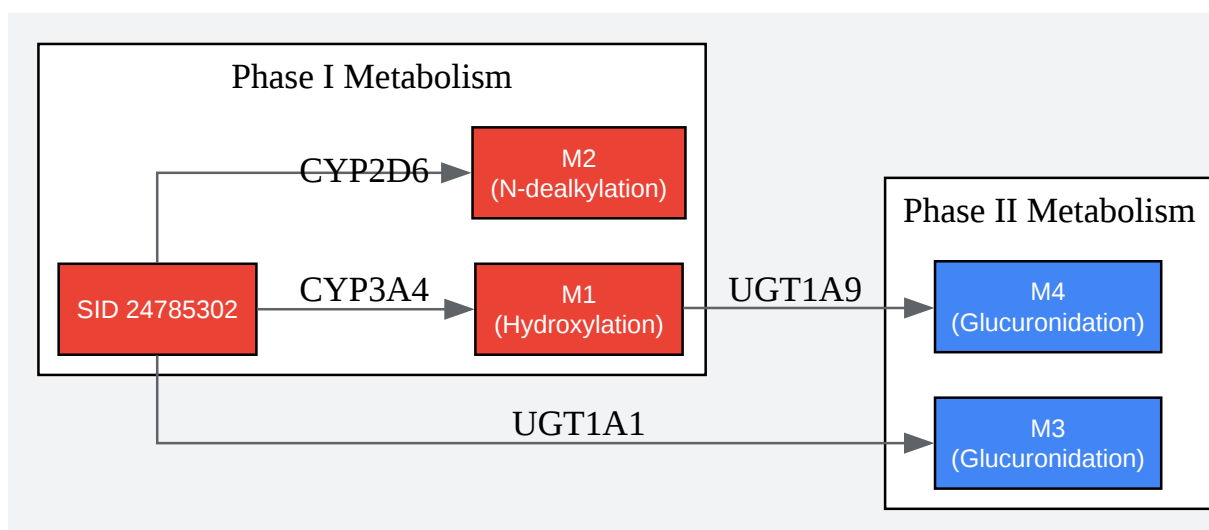 Phase I Metabolism
CYP2D6
M2
(N-dealkylation)
SID 24785302
CYP3A4
M1
(Hydroxylation)
UGT1A9
UGT1A1
Phase II Metabolism
M4
(Glucuronidation)
M3
(Glucuronidation)